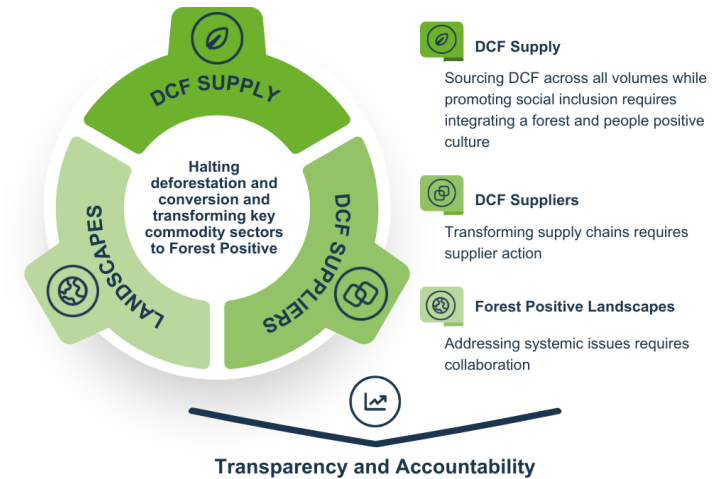 DCF SUPPLY
LANDSCAPES
DCF SUPPLIERS
Halting
deforestation and
conversion and
transforming key
commodity sectors
to Forest Positive
DCF Supply
Sourcing DCF across all volumes while
promoting social inclusion requires
integrating a forest and people positive
culture
DCF Suppliers
Transforming supply chains requires
supplier action
Forest Positive Landscapes
Addressing systemic issues requires
collaboration
Transparency and Accountability